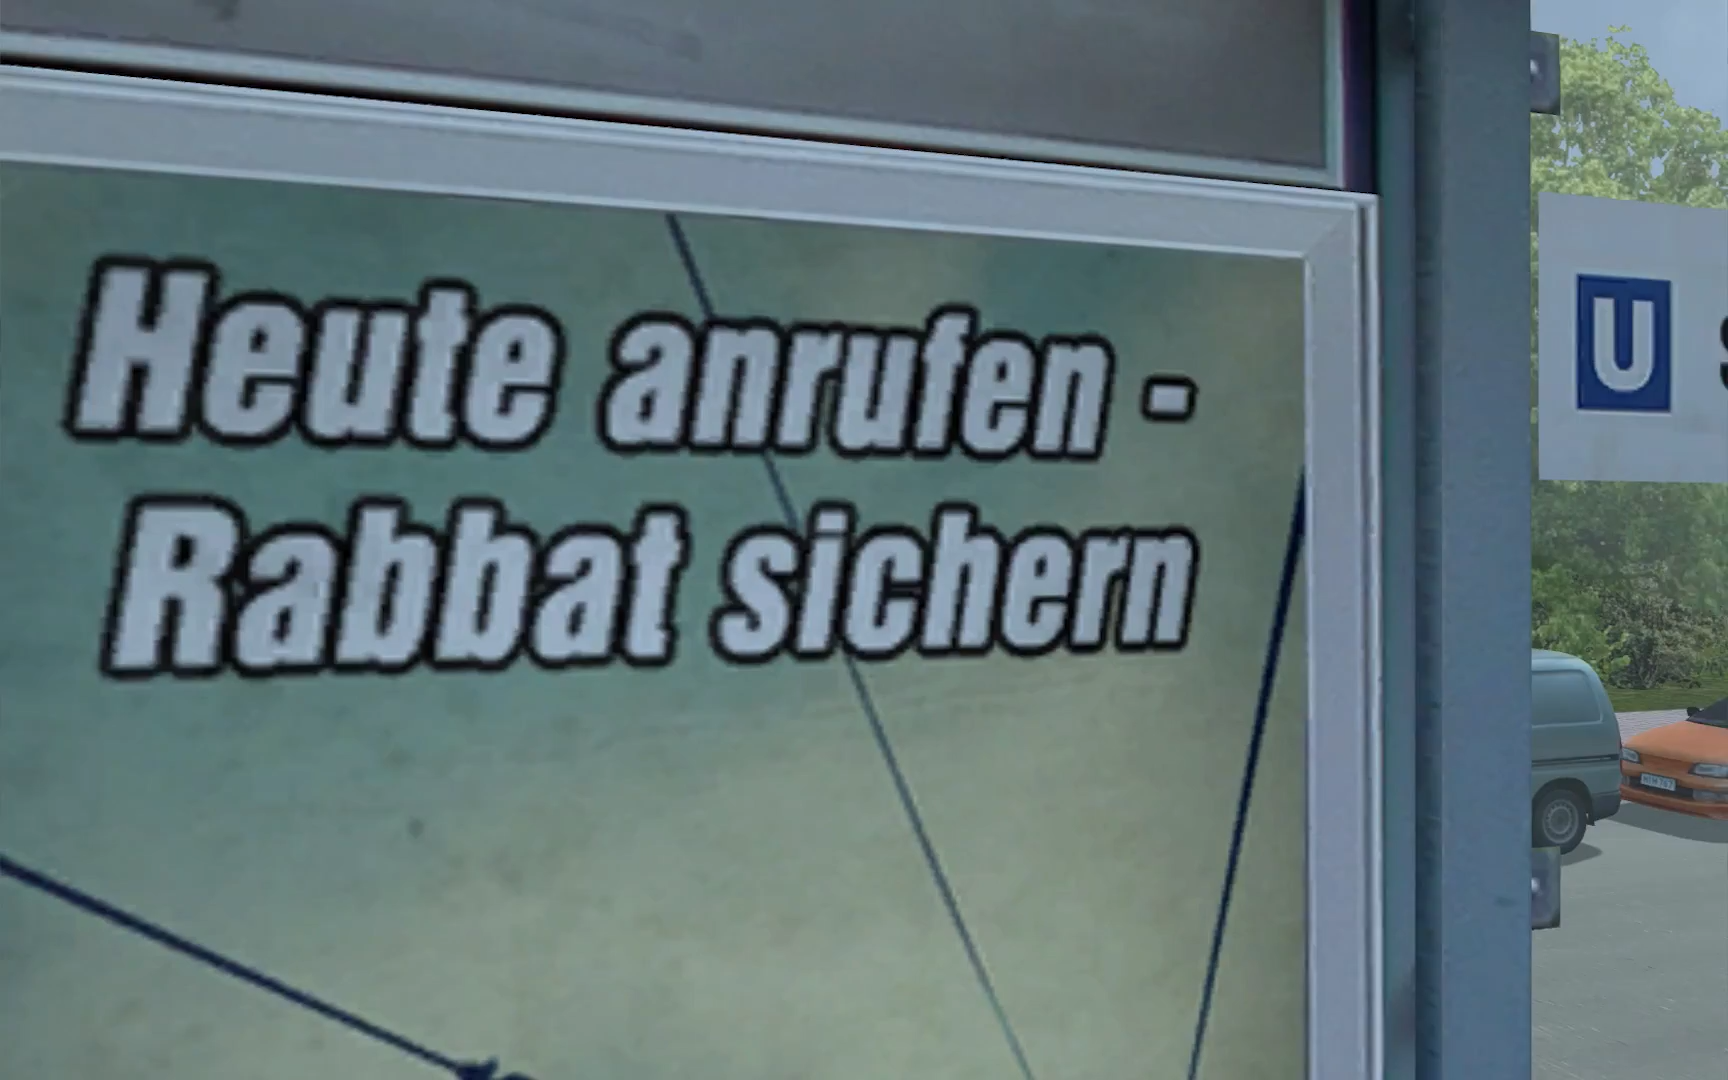 Heute anrufen -
Rabbat sichern
U